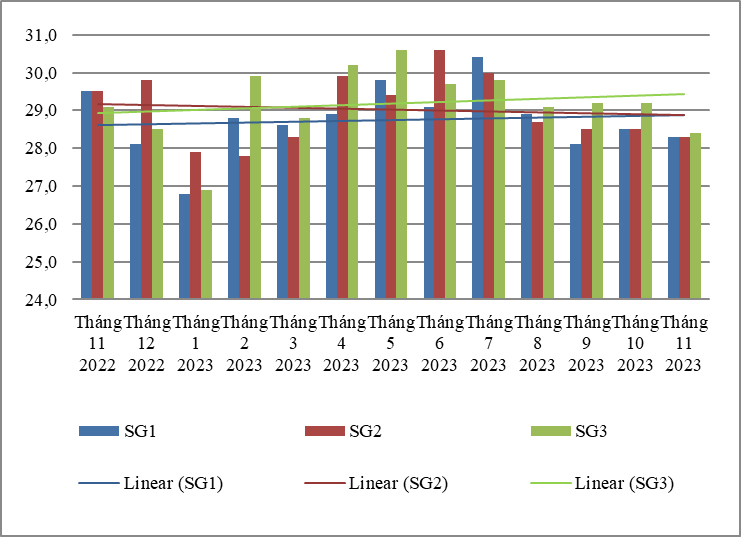 31,0
30,0
29,0
28,0
27,0
26,0
25,0
24,0
Tháng Tháng Tháng Tháng Tháng Tháng Tháng Tháng Tháng Tháng Tháng Tháng Tháng
11 12 1 2 3 4 5 6 7 8 9 10 11
2022 2022 2023 2023 2023 2023 2023 2023 2023 2023 2023 2023 2023
SG1 SG2 SG3
Linear (SG1) Linear (SG2) Linear (SG3)